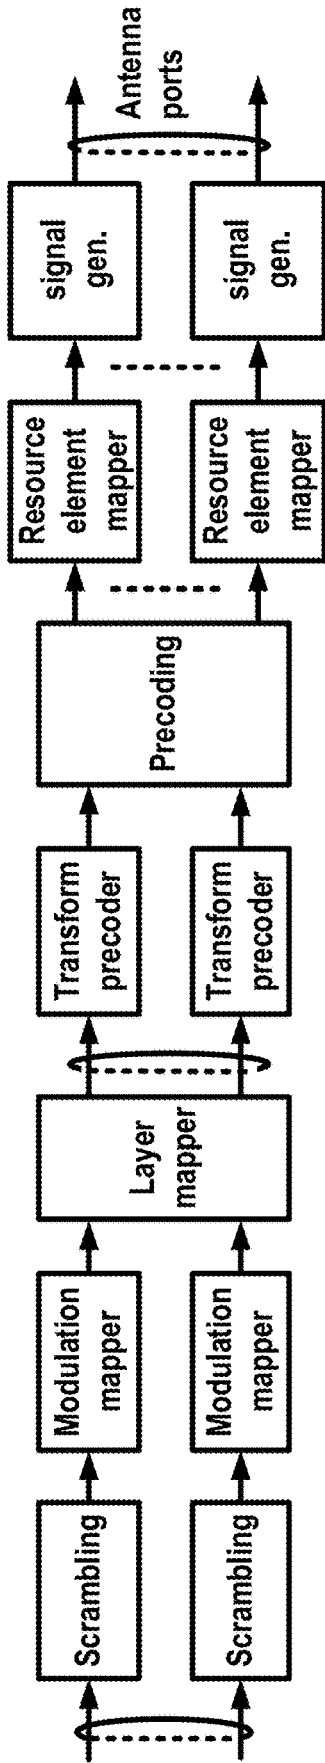 Scrambling
Modulation
mapper
Layer
mapper
Transform
precoder
Precoding
Resource
element
mapper
signal
gen.
Antenna
ports
Scrambling
Modulation
mapper
Transform
precoder
Resource
element
mapper
signal
gen.